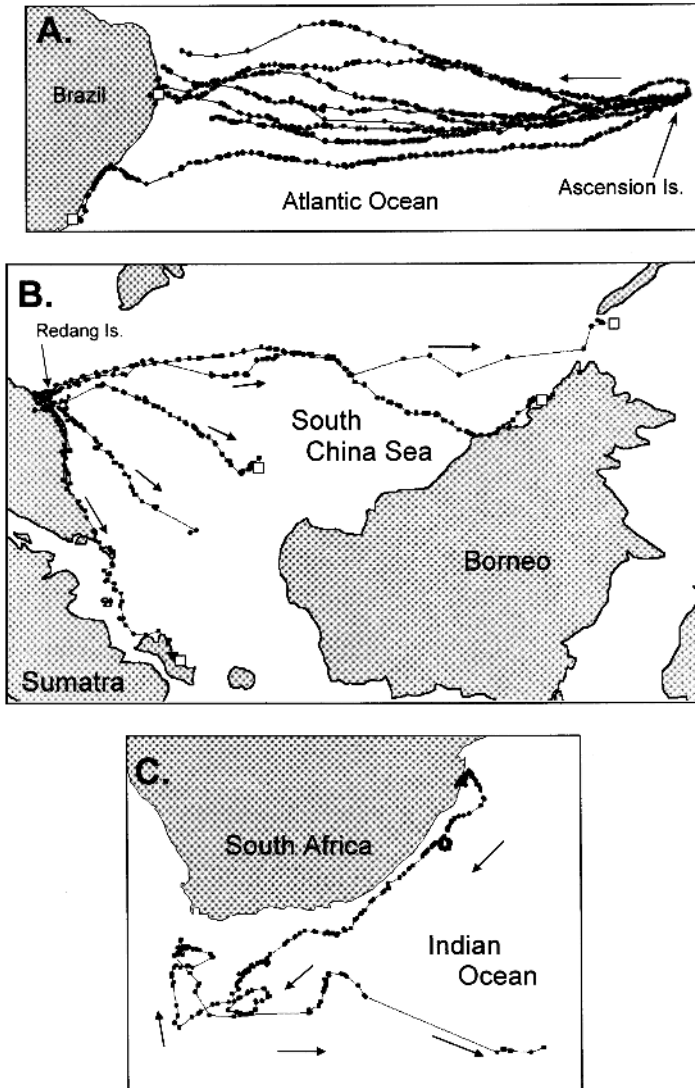 A.
Brazil
Atlantic Ocean
Ascension Is.
B.
Redang Is.
South
China Sea
Borneo
Sumatra
C.
South Africa
Indian
Ocean